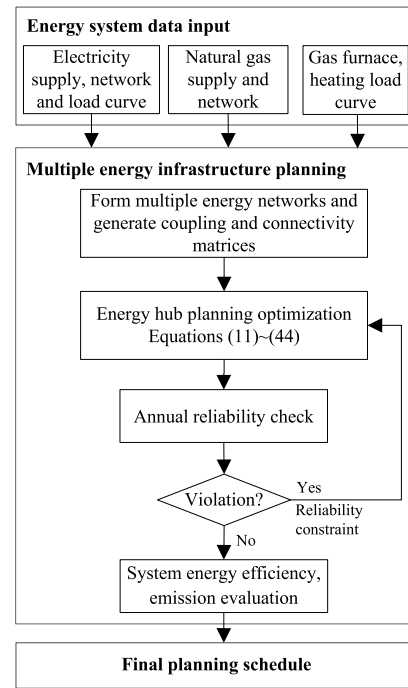 Energy system data input
Electricity
supply, network
and load curve
Natural gas
supply and
network
Gas furnace,
heating load
curve
Multiple energy infrastructure planning
Form multiple energy networks and
generate coupling and connectivity
matrices
Energy hub planning optimization
Equations (11)~(44)
Annual reliability check
Violation?
Yes
Reliability
constraint
No
System energy efficiency,
emission evaluation
Final planning schedule